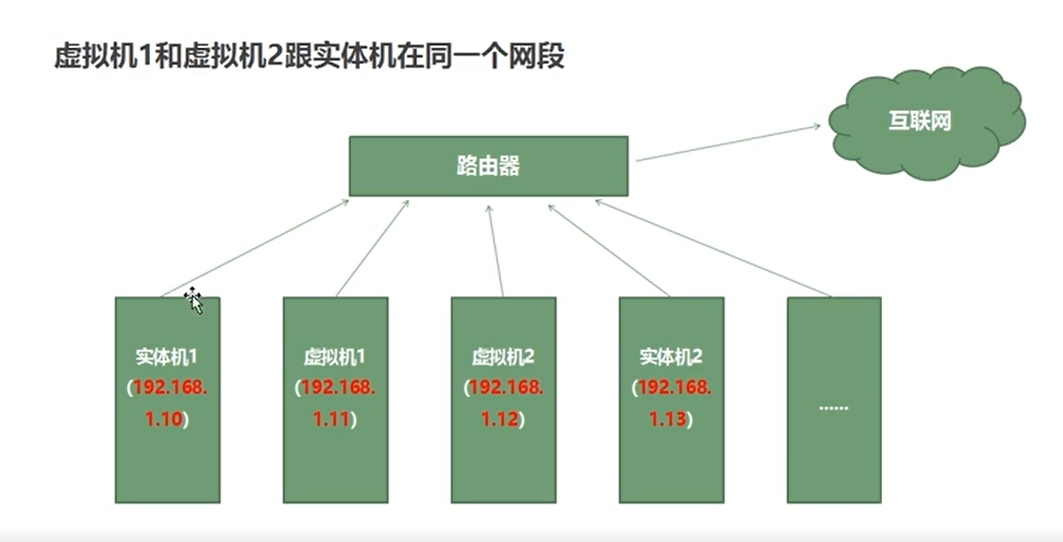 虚拟机1和虚拟机2跟实体机在同一个网段
互联网
路由器
实体机1
(192.168.
1.10)
虚拟机1
(192.168.
1.11)
虚拟机2
(192.168.
1.12)
实体机2
(192.168.
1.13)
......